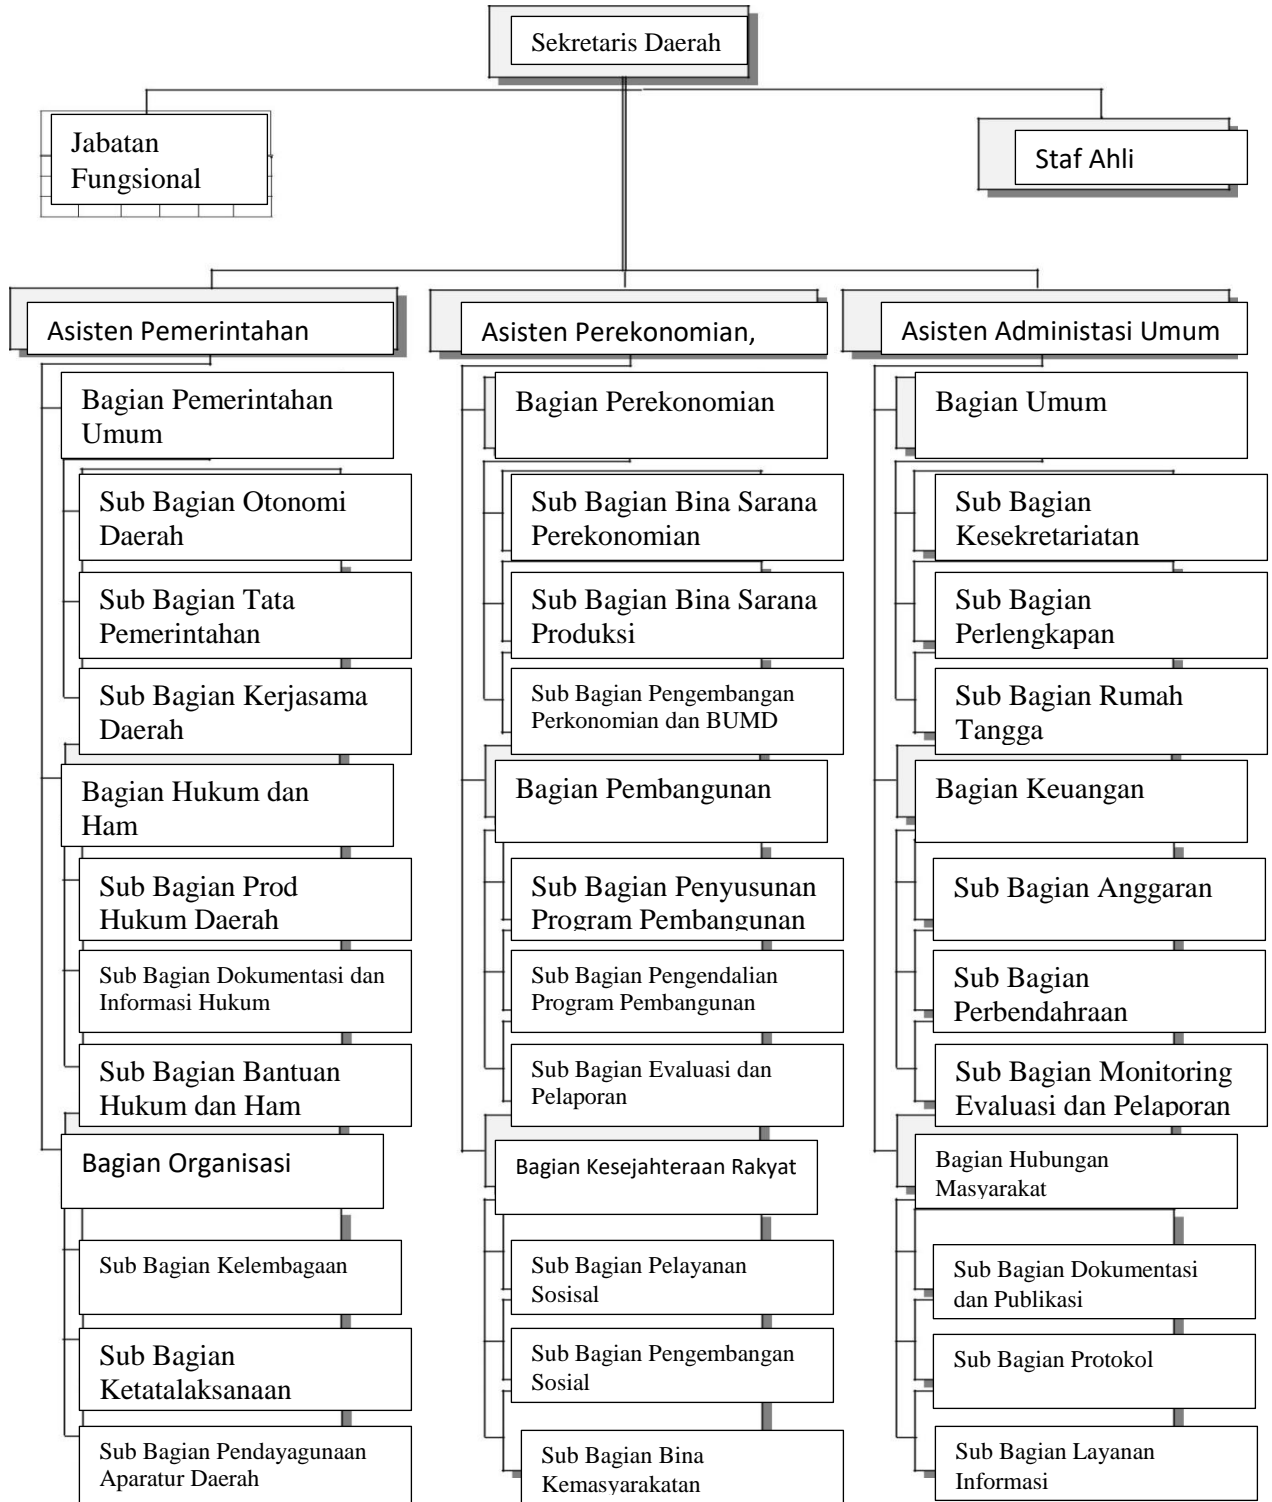 Sekretaris Daerah
Jabatan
Fungsional
Staf Ahli
Asisten Pemerintahan
Bagian Pemerintahan
Umum
Sub Bagian Otonomi
Daerah
Sub Bagian Tata
Pemerintahan
Sub Bagian Kerjasama
Daerah
Bagian Hukum dan
Ham
Sub Bagian Prod
Hukum Daerah
Sub Bagian Dokumentasi dan
Informasi Hukum
Sub Bagian Bantuan
Hukum dan Ham
Bagian Organisasi
Sub Bagian Kelembagaan
Sub Bagian
Ketatalaksanaan
Sub Bagian Pendayagunaan
Aparatur Daerah
Asisten Perekonomian,
Bagian Perekonomian
Sub Bagian Bina Sarana
Perekonomian
Sub Bagian Bina Sarana
Produksi
Sub Bagian Pengembangan
Perkonomian dan BUMD
Bagian Pembangunan
Sub Bagian Penyusunan
Program Pembangunan
Sub Bagian Pengendalian
Program Pembangunan
Sub Bagian Evaluasi dan
Pelaporan
Bagian Kesejahteraan Rakyat
Sub Bagian Pelayanan
Sosisal
Sub Bagian Pengembangan
Sosial
Sub Bagian Bina
Kemasyarakatan
Asisten Administasi Umum
Bagian Umum
Sub Bagian
Kesekretariatan
Sub Bagian
Perlengkapan
Sub Bagian Rumah
Tangga
Bagian Keuangan
Sub Bagian Anggaran
Sub Bagian
Perbendahraan
Sub Bagian Monitoring
Evaluasi dan Pelaporan
Bagian Hubungan
Masyarakat
Sub Bagian Dokumentasi
dan Publikasi
Sub Bagian Protokol
Sub Bagian Layanan
Informasi